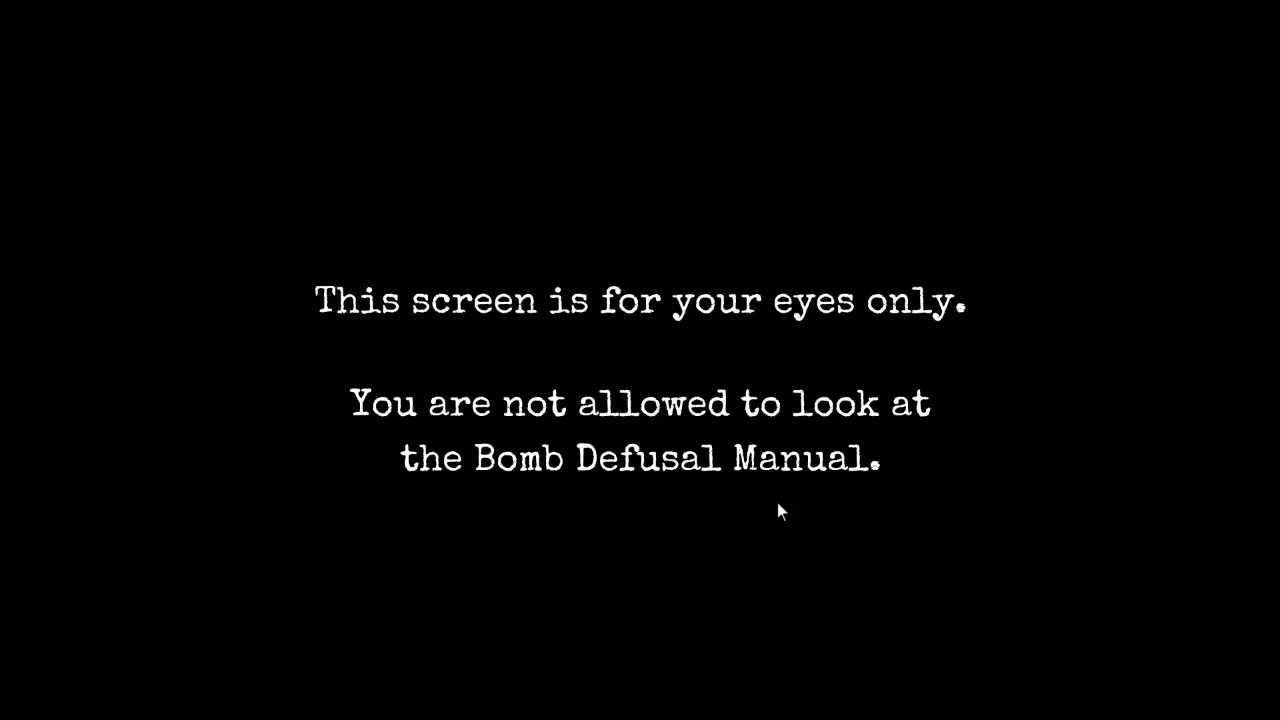 This screen is for your eyes only.
You are not allowed to look at
the Bomb Defusal Manual.